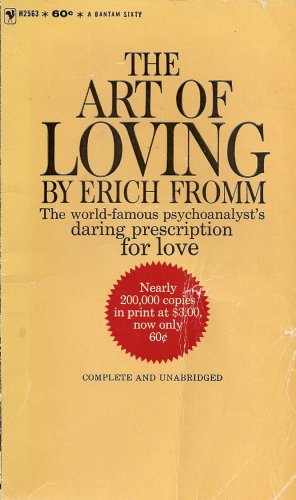 H2563 * 60¢ * A BANTAM SIXTY
THE
ART OF
LOVING
BY ERICH FROMM
The world-famous psychoanalyst's
daring prescription
for love
Nearly
200,000 copies
in print at $3.00,
now only
60¢
COMPLETE AND UNABRIDGED